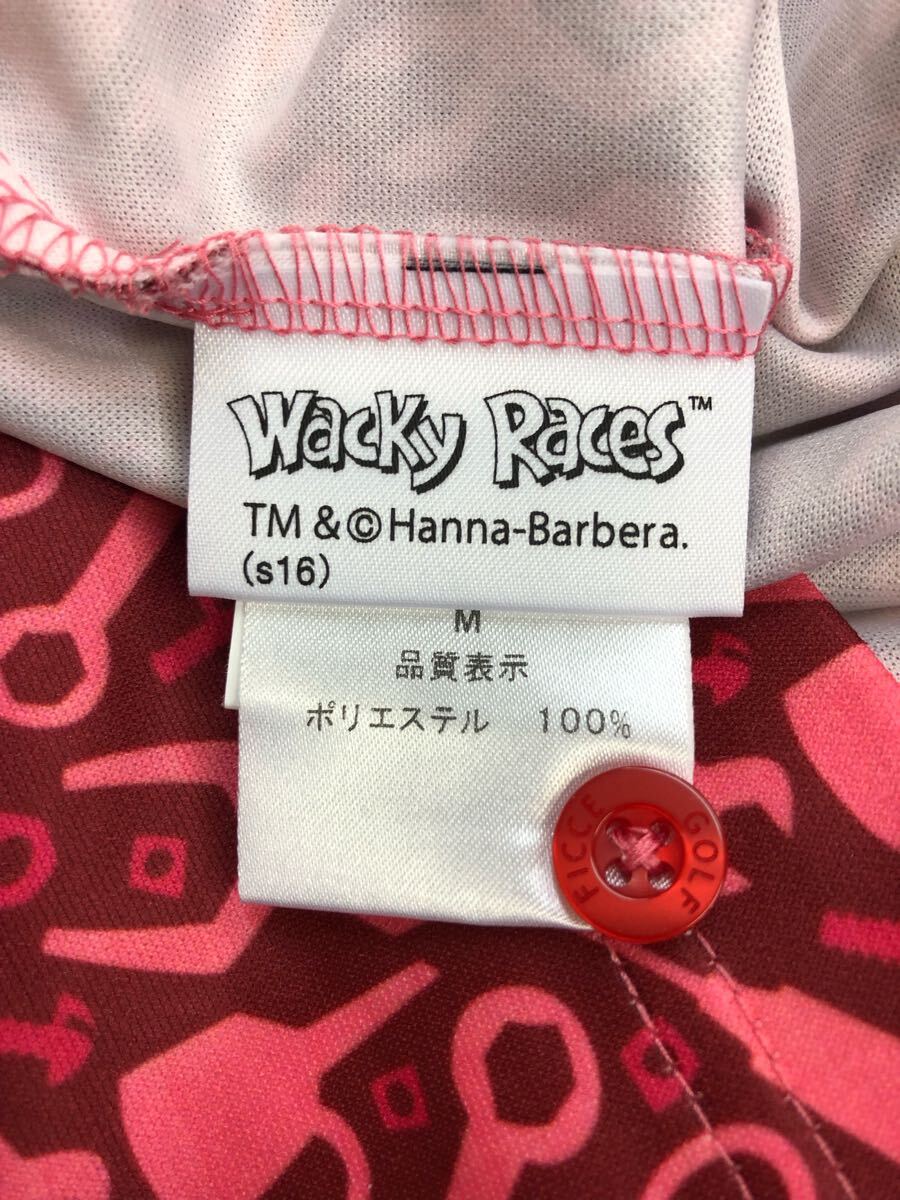 Wacky Races™
TM & ©Hanna-Barbera.
(s16)
M
品質表示
ポリエステル 100%
FICCE GOLF